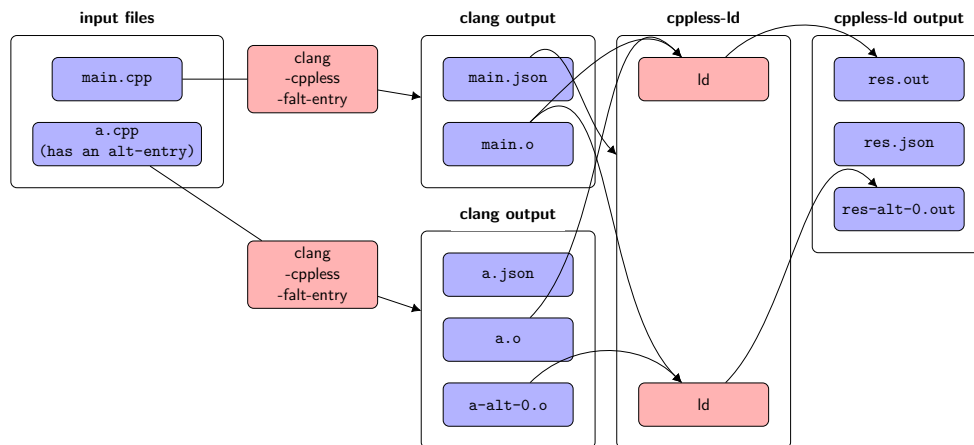 input files
clang output
cppless-ld
cppless-ld output
main.cpp
a.cpp
(has an alt-entry)
clang
-cppless
-falt-entry
main.json
main.o
ld
res.out
res.json
res-alt-0.out
clang output
clang
-cppless
-falt-entry
a.json
a.o
a-alt-0.o
ld